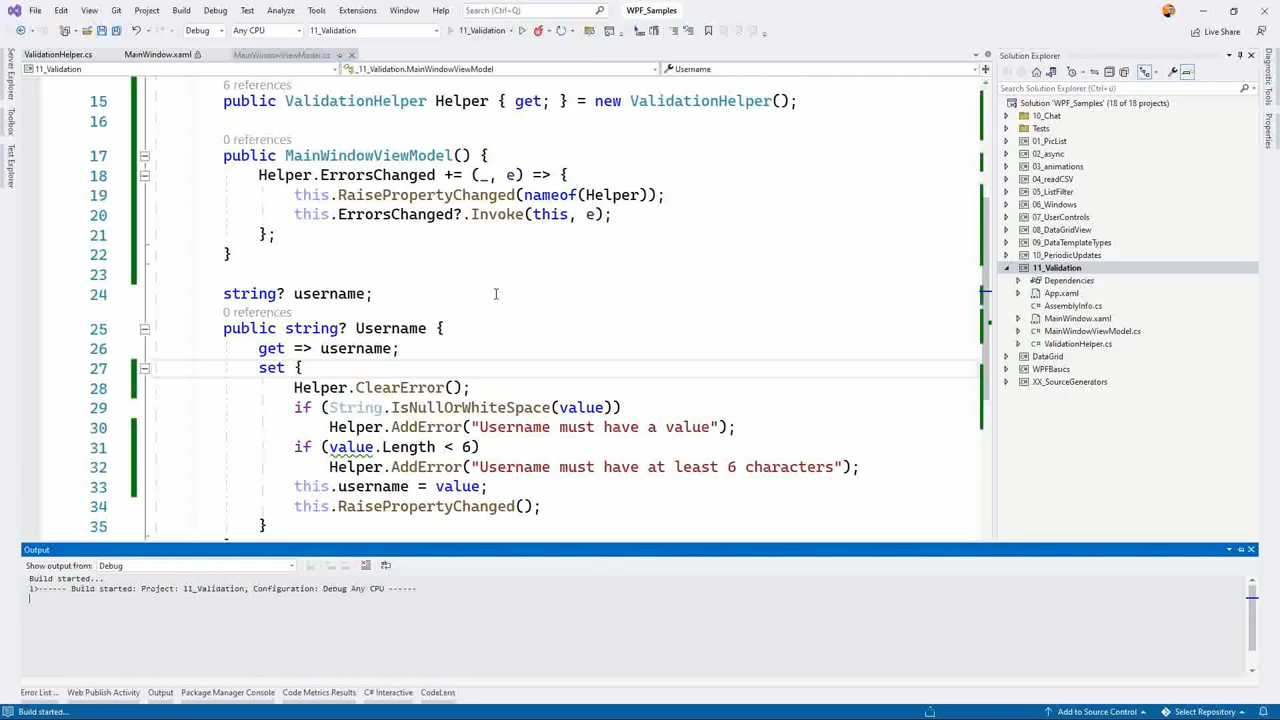 File Edit View Git Project Build Debug Test Analyze Tools Extensions Window Help Search (Ctrl+Q) WPF_Samples
Debug Any CPU 11_Validation 11_Validation Live Share
ValidationHelper.cs MainWindow.xaml MainWindowViewModel.cs
11_Validation _11_Validation.MainWindowViewModel Username
Server Explorer
Toolbox
Test Explorer
6 references
15 public ValidationHelper Helper { get; } = new ValidationHelper();
16
0 references
17 public MainWindowViewModel() {
18 Helper.ErrorsChanged += (_, e) => {
19 this.RaisePropertyChanged(nameof(Helper));
20 this.ErrorsChanged?.Invoke(this, e);
21 };
22 }
23
24 string? username;
0 references
25 public string? Username {
26 get => username;
27 set {
28 Helper.ClearError();
29 if (String.IsNullOrWhiteSpace(value))
30 Helper.AddError("Username must have a value");
31 if (value.Length < 6)
32 Helper.AddError("Username must have at least 6 characters");
33 this.username = value;
34 this.RaisePropertyChanged();
35 }
Solution Explorer
Search Solution Explorer (Ctrl+ü)
Solution 'WPF_Samples' (18 of 18 projects)
10_Chat
Tests
01_PicList
02_async
03_animations
04_readCSV
05_ListFilter
06_Windows
07_UserControls
08_DataGridView
09_DataTemplateTypes
10_PeriodicUpdates
11_Validation
Dependencies
App.xaml
AssemblyInfo.cs
MainWindow.xaml
MainWindowViewModel.cs
ValidationHelper.cs
DataGrid
WPFBasics
XX_SourceGenerators
Diagnostic Tools
Properties
Output
Show output from: Debug
Build started...
1>------ Build started: Project: 11_Validation, Configuration: Debug Any CPU ------
Error List ... Web Publish Activity Output Package Manager Console Code Metrics Results C# Interactive CodeLens
Build started... Add to Source Control Select Repository